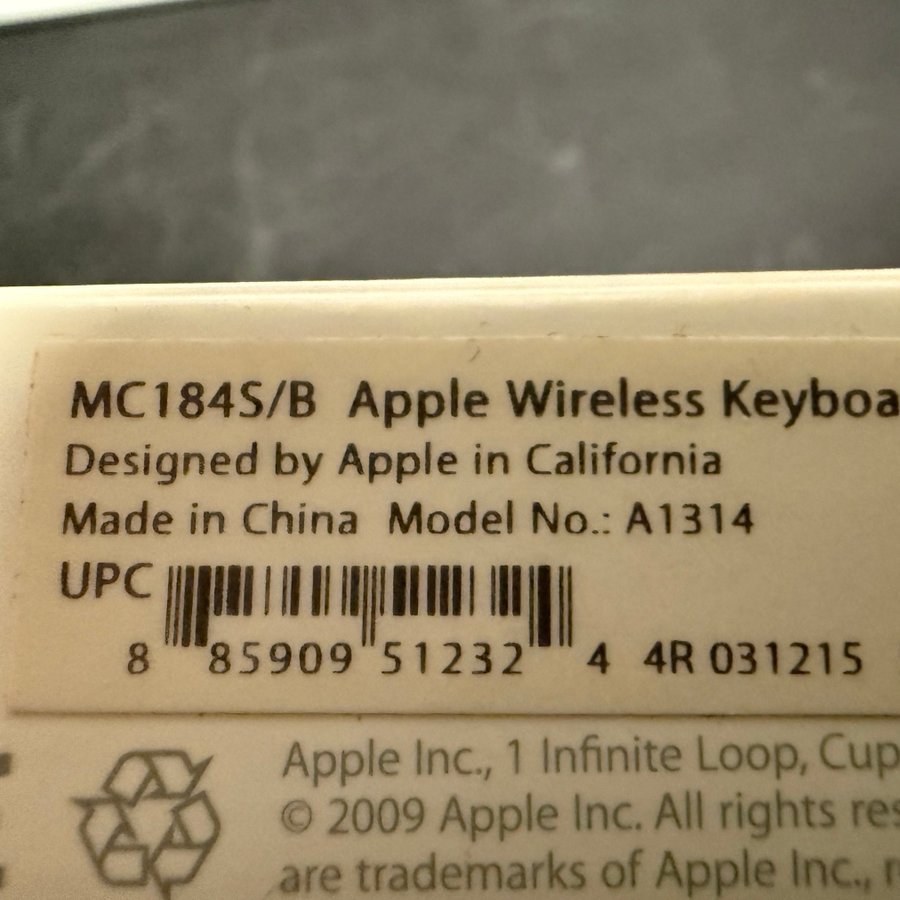 MC184S/B Apple Wireless Keyboa
Designed by Apple in California
Made in China Model No.: A1314
UPC
8 85909 51232 4 4R 031215
Apple Inc., 1 Infinite Loop, Cup
© 2009 Apple Inc. All rights res
are trademarks of Apple Inc., r